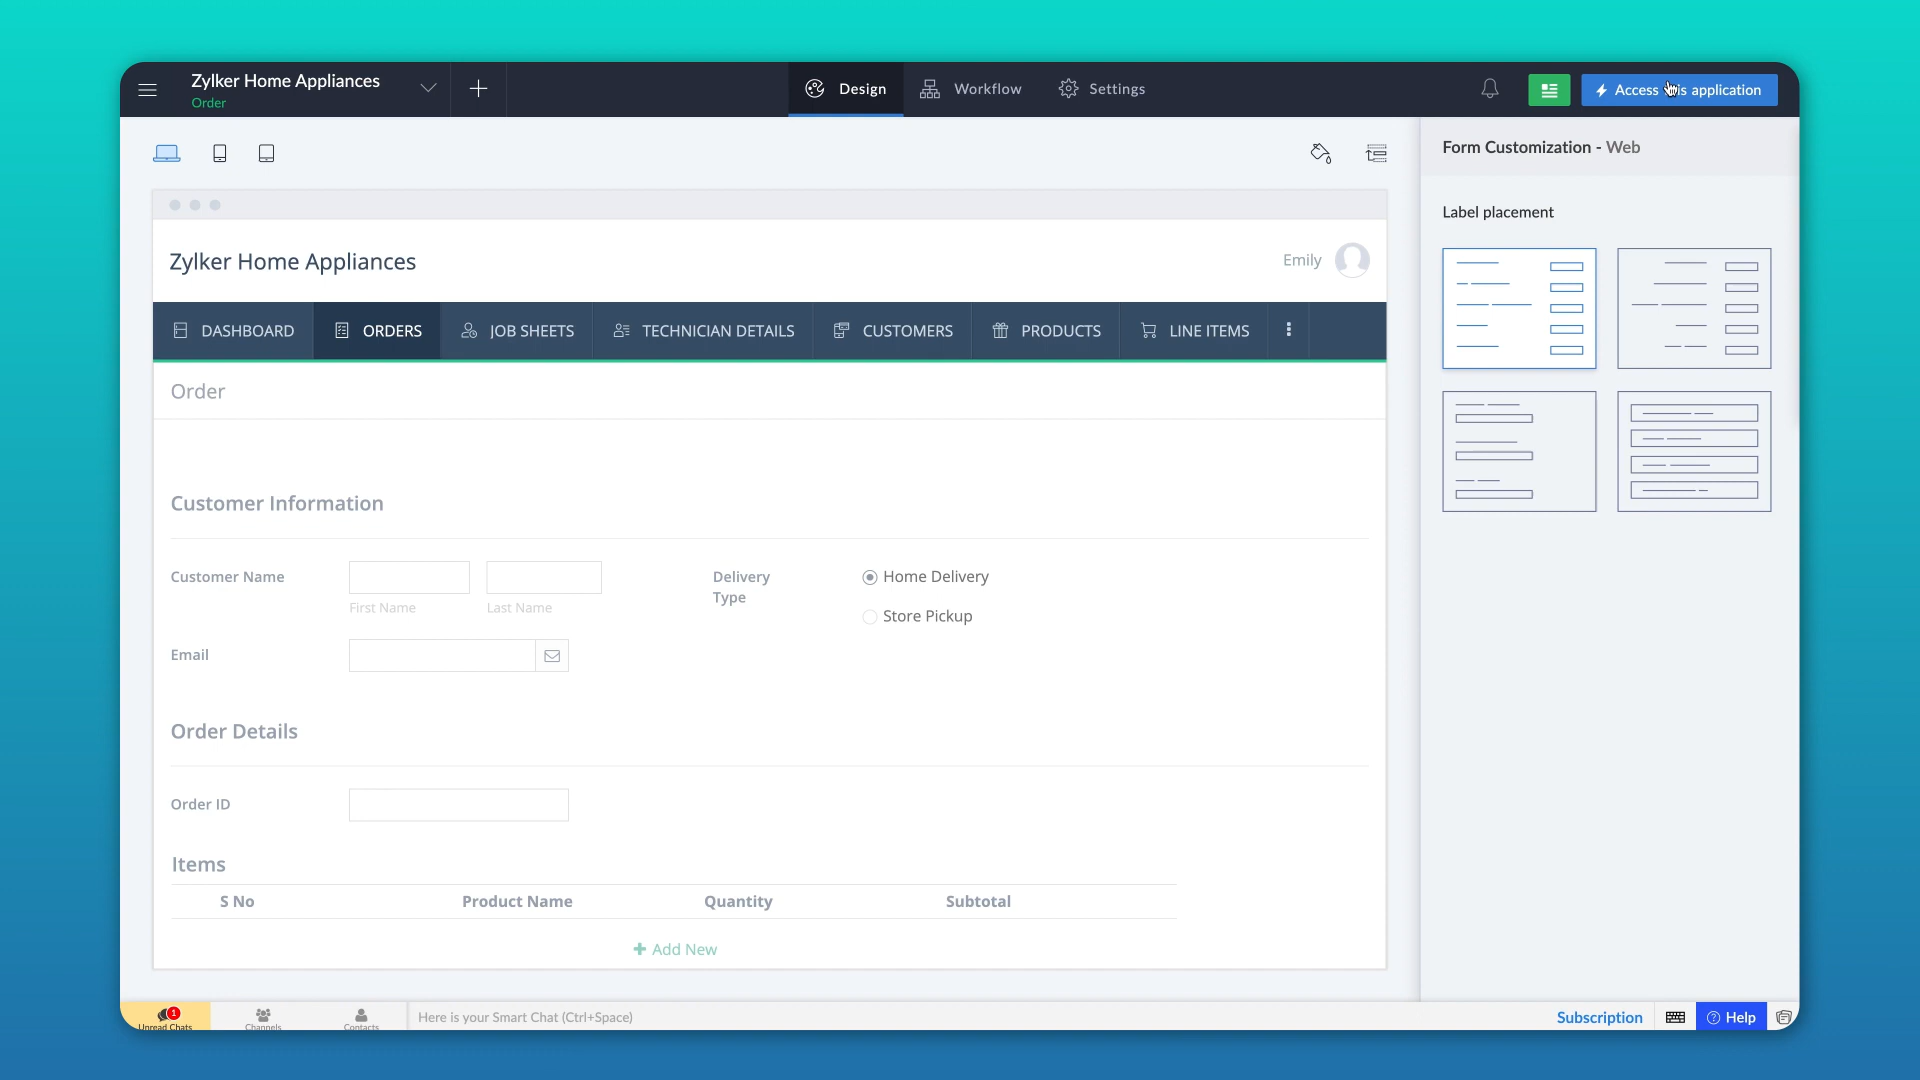 Zylker Home Appliances
Order
Design
Workflow
Settings
Access this application
Form Customization - Web
Label placement
Zylker Home Appliances
Emily
DASHBOARD
ORDERS
JOB SHEETS
TECHNICIAN DETAILS
CUSTOMERS
PRODUCTS
LINE ITEMS
Order
Customer Information
Customer Name
First Name
Last Name
Delivery
Type
Home Delivery
Store Pickup
Email
Order Details
Order ID
Items
S No
Product Name
Quantity
Subtotal
Add New
1
Unread Chats
Channels
Contacts
Here is your Smart Chat (Ctrl+Space)
Subscription
Help